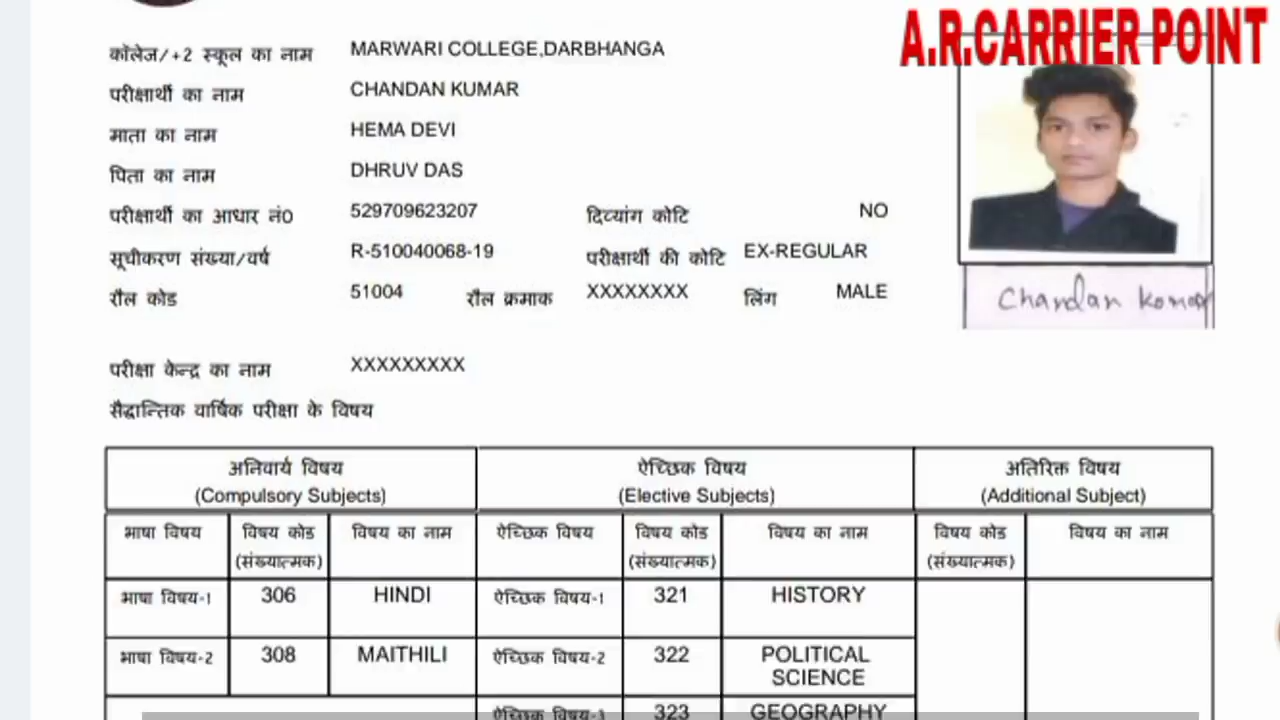 A.R.CARRIER POINT
कॉलेज/+2 स्कूल का नाम MARWARI COLLEGE,DARBHANGA
परीक्षार्थी का नाम CHANDAN KUMAR
माता का नाम HEMA DEVI
पिता का नाम DHRUV DAS
परीक्षार्थी का आधार नं0 529709623207 दिव्यांग कोटि NO
सूचीकरण संख्या/वर्ष R-510040068-19 परीक्षार्थी की कोटि EX-REGULAR
रौल कोड 51004 रौल क्रमाक XXXXXXXX लिंग MALE
Chandan Kumar
परीक्षा केन्द्र का नाम XXXXXXXXX
सैद्धान्तिक वार्षिक परीक्षा के विषय
अनिवार्य विषय ऐच्छिक विषय अतिरिक्त विषय
(Compulsory Subjects) (Elective Subjects) (Additional Subject)
भाषा विषय विषय कोड विषय का नाम ऐच्छिक विषय विषय कोड विषय का नाम विषय कोड विषय का नाम
(संख्यात्मक) (संख्यात्मक) (संख्यात्मक)
भाषा विषय-1 306 HINDI ऐच्छिक विषय-1 321 HISTORY
भाषा विषय-2 308 MAITHILI ऐच्छिक विषय-2 322 POLITICAL
SCIENCE
ऐच्छिक विषय-3 323 GEOGRAPHY